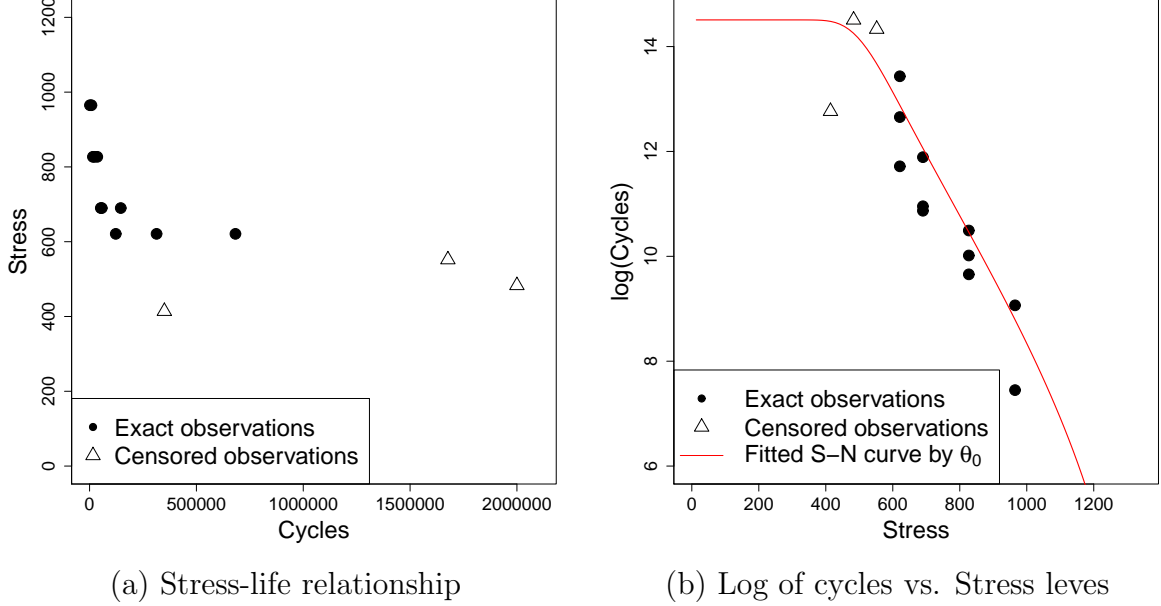 1200
1000
800
600
400
200
0
Stress
0 500000 1000000 1500000 2000000
Cycles
Exact observations
Censored observations
(a) Stress-life relationship
14
12
10
8
6
log(Cycles)
0 200 400 600 800 1000 1200
Stress
Exact observations
Censored observations
Fitted S−N curve by θ0
(b) Log of cycles vs. Stress leves